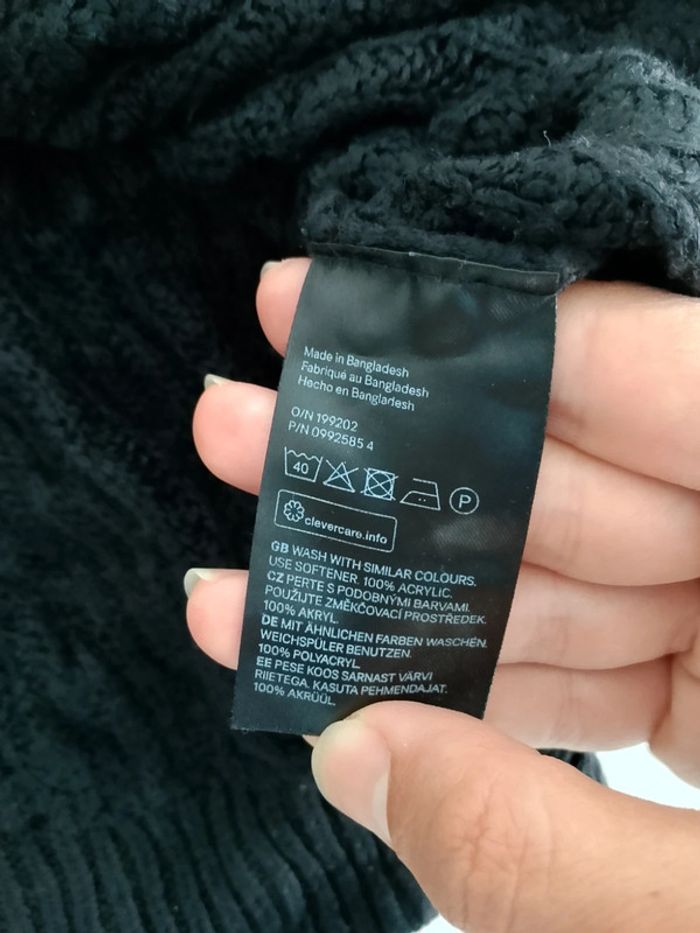 Made in Bangladesh
Fabriqué au Bangladesh
Hecho en Bangladesh
O/N 199202
P/N 0992585 4
40 P
clevercare.info
GB WASH WITH SIMILAR COLOURS.
USE SOFTENER. 100% ACRYLIC.
CZ PERTE S PODOBNÝMI BARVAMI.
POUŽIJTE ZMĚKČOVACÍ PROSTŘEDEK.
100% AKRYL.
DE MIT ÄHNLICHEN FARBEN WASCHEN.
WEICHSPÜLER BENUTZEN.
100% POLYACRYL.
EE PESE KOOS SARNAST VÄRVI
RIIETEGA. KASUTA PEHMENDAJAT.
100% AKRÜÜL.